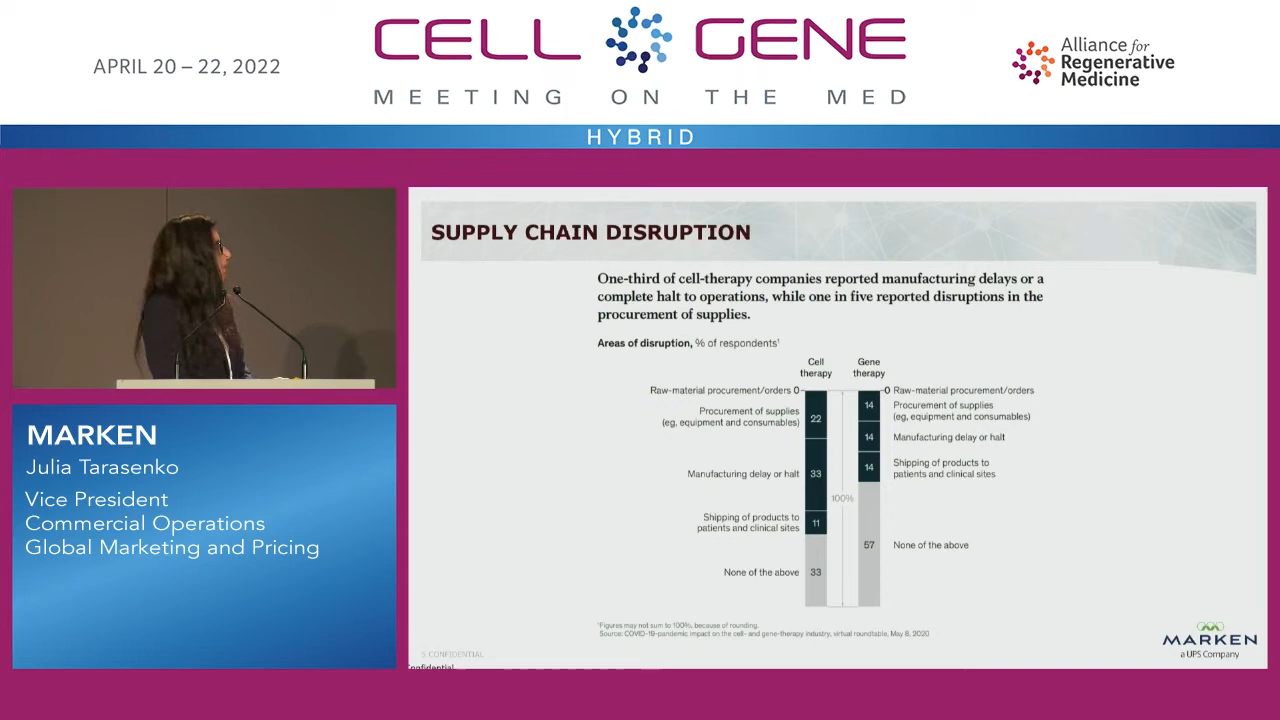 APRIL 20 – 22, 2022
CELL GENE
MEETING ON THE MED
Alliance for
Regenerative
Medicine
HYBRID
MARKEN
Julia Tarasenko
Vice President
Commercial Operations
Global Marketing and Pricing
SUPPLY CHAIN DISRUPTION
One-third of cell-therapy companies reported manufacturing delays or a
complete halt to operations, while one in five reported disruptions in the
procurement of supplies.
Areas of disruption, % of respondents¹
Cell
therapy
Gene
therapy
Raw-material procurement/orders 0
0 Raw-material procurement/orders
Procurement of supplies
(eg, equipment and consumables)
22
14
Procurement of supplies
(eg, equipment and consumables)
Manufacturing delay or halt
33
14
Manufacturing delay or halt
Shipping of products to
patients and clinical sites
11
14
Shipping of products to
patients and clinical sites
100%
None of the above
33
57
None of the above
¹Figures may not sum to 100%, because of rounding.
Source: COVID-19-pandemic impact on the cell- and gene-therapy industry, virtual roundtable, May 8, 2020
5 CONFIDENTIAL
Confidential
MARKEN
a UPS Company